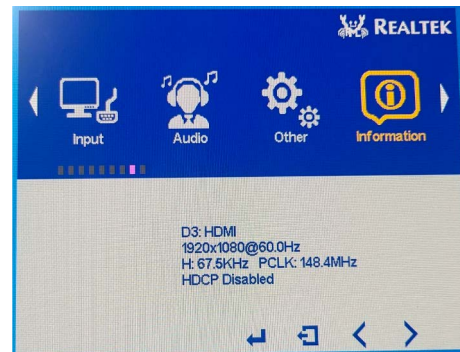 REALTEK
Input
Audio
Other
Information
D3: HDMI
1920x1080@60.0Hz
H: 67.5KHz PCLK: 148.4MHz
HDCP Disabled